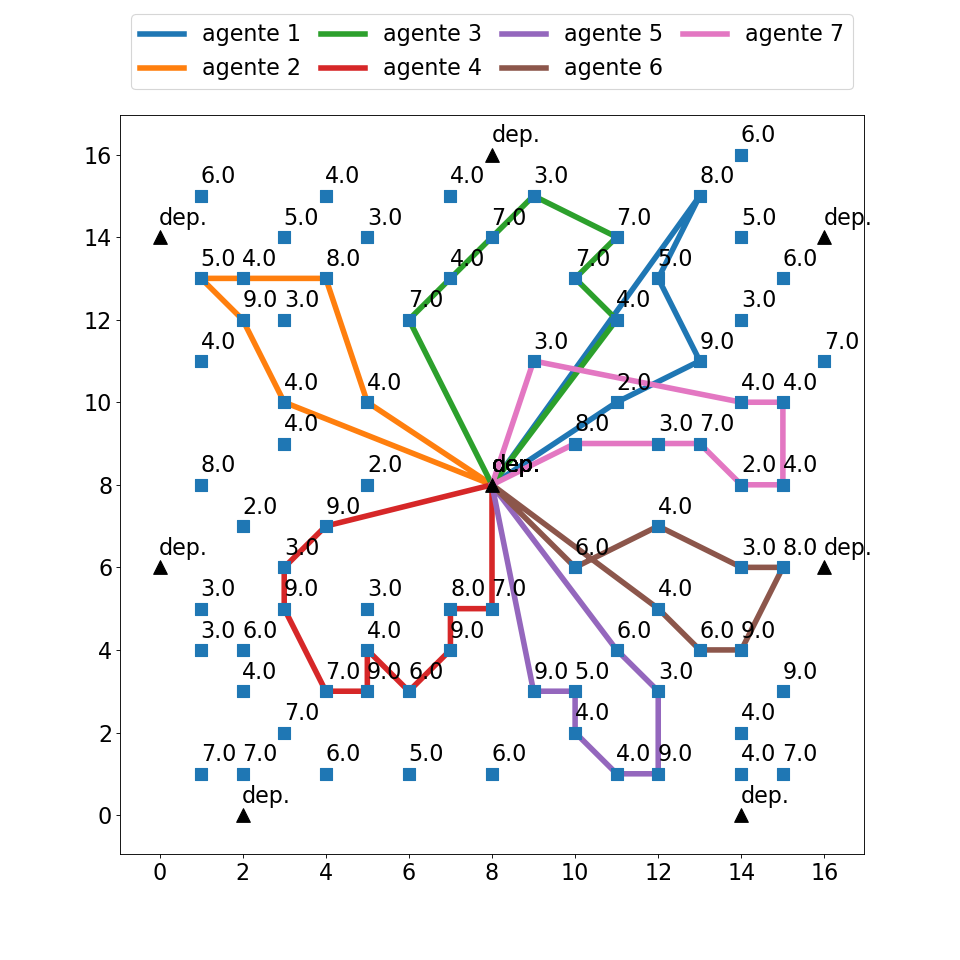 agente 1 agente 3 agente 5 agente 7
agente 2 agente 4 agente 6
6.0
dep.
16
6.0 4.0 4.0 3.0 8.0
dep. 5.0 3.0 7.0 7.0 5.0 dep.
14
5.0 4.0 8.0 4.0 7.0 5.0 6.0
9.0 3.0 7.0 4.0 3.0
12
4.0 3.0 9.0 7.0
4.0 4.0 2.0 4.0 4.0
10
4.0 8.0 3.0 7.0
8.0 2.0 dep. 2.0 4.0
8
2.0 9.0 4.0
dep. 3.0 6.0 3.0 8.0 dep.
6
3.0 9.0 3.0 8.0 7.0 4.0
3.0 6.0 4.0 9.0 6.0 6.0 9.0
4
4.0 7.0 9.0 6.0 9.0 5.0 3.0 9.0
7.0 4.0 4.0
2
7.0 7.0 6.0 5.0 6.0 4.0 9.0 4.0 7.0
dep. dep.
0
0 2 4 6 8 10 12 14 16